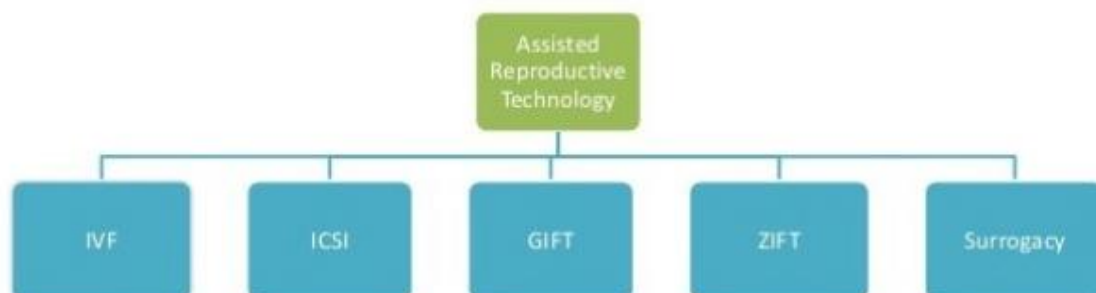 Assisted
Reproductive
Technology
IVF
ICSI
GIFT
ZIFT
Surrogacy